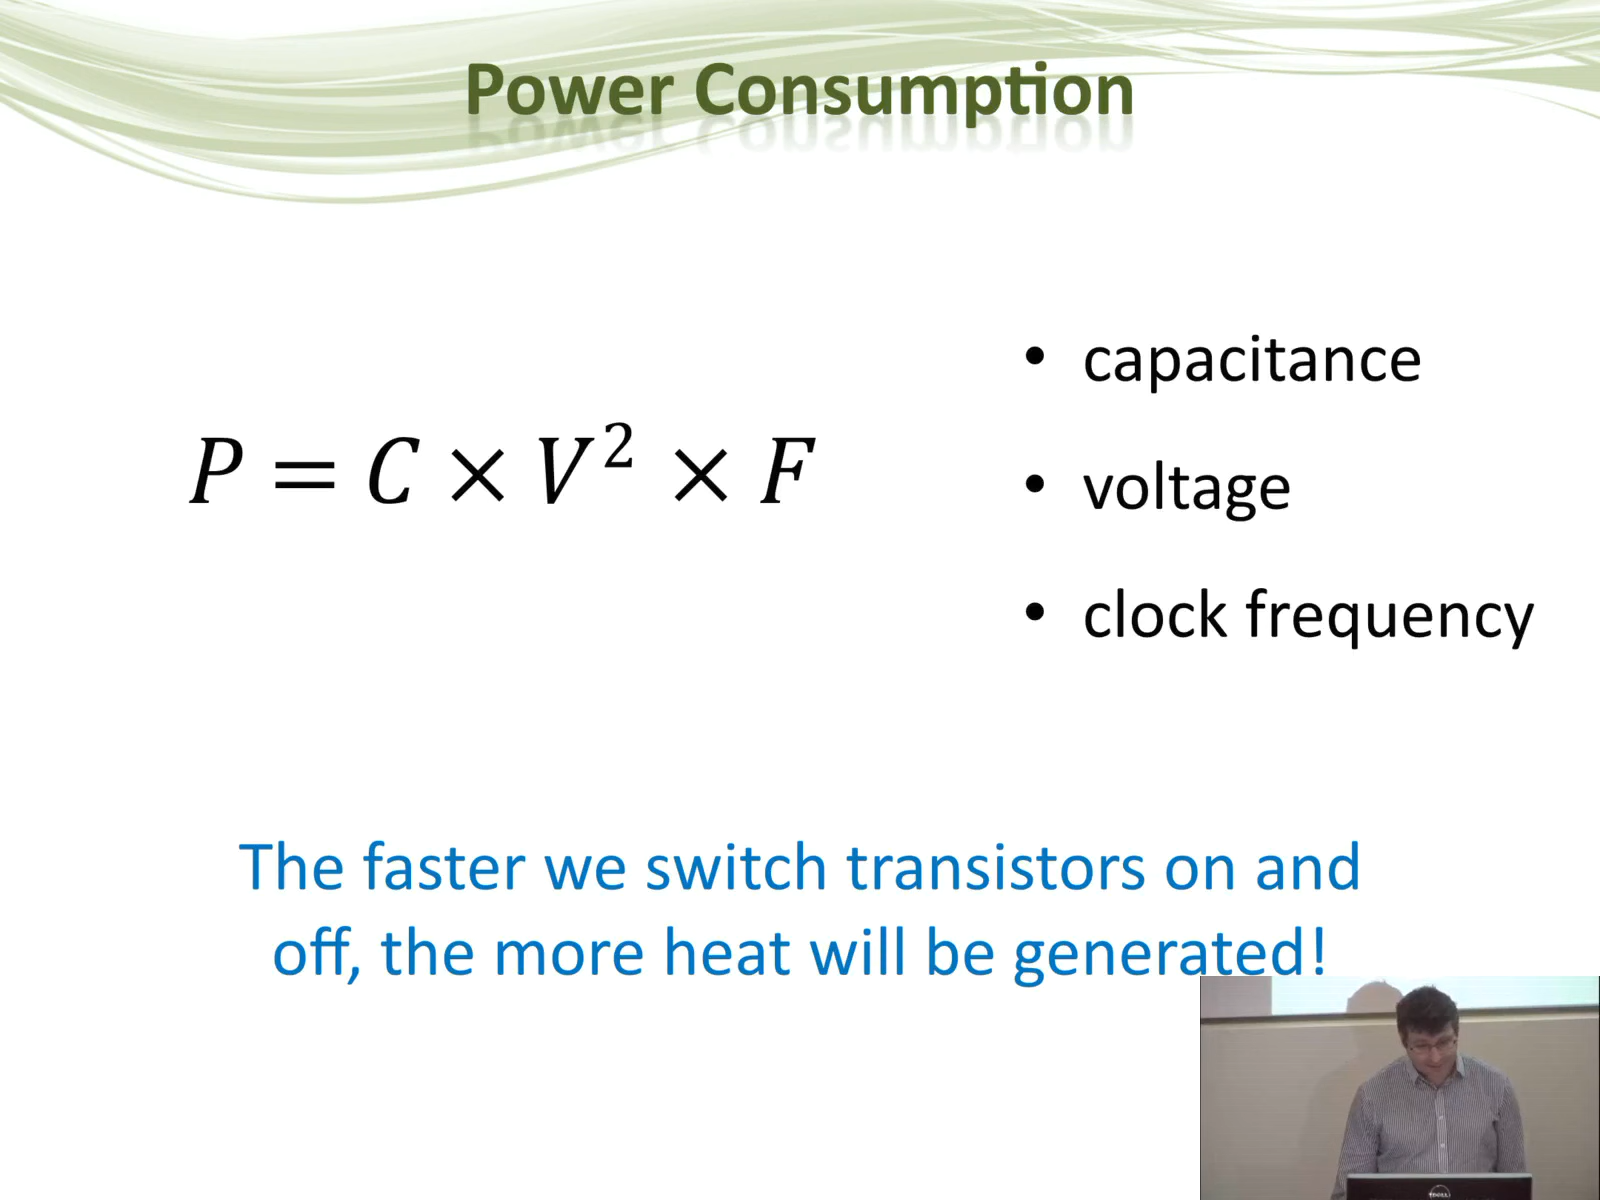 Power Consumption
P = C × V² × F
• capacitance
• voltage
• clock frequency
The faster we switch transistors on and
off, the more heat will be generated!
DELL